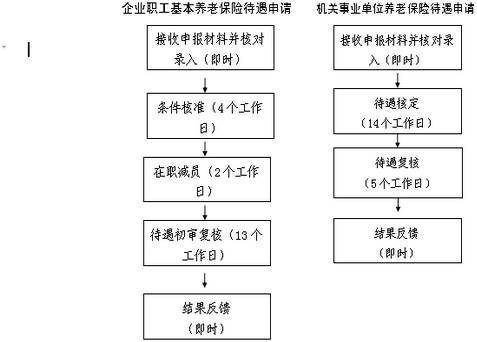 企业职工基本养老保险待遇申请
接收申报材料并核对
录入（即时）
条件核准（4个工作
日）
在职减员（2个工作
日）
待遇初审复核（13个
工作日）
结果反馈
（即时）
机关事业单位养老保险待遇申请
接收申报材料并核对录
入（即时）
待遇核定
（14个工作日）
待遇复核
（5个工作日）
结果反馈
（即时）